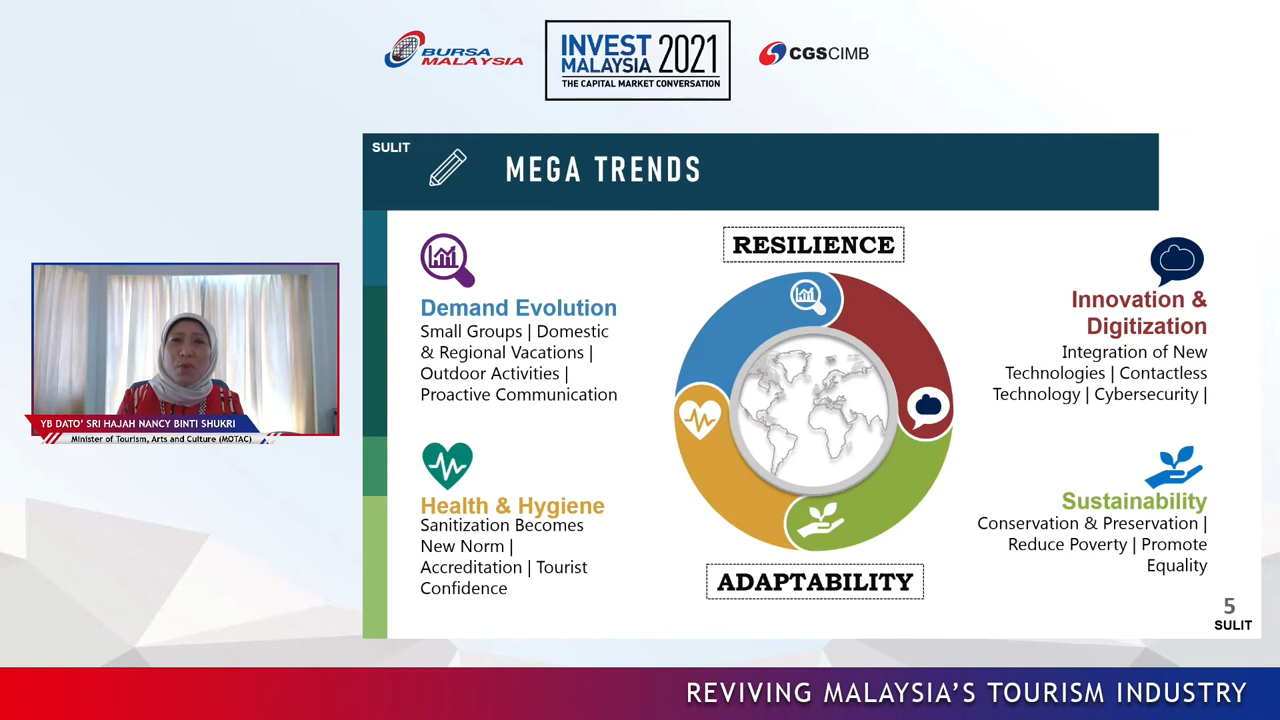 BURSA
MALAYSIA
INVEST
MALAYSIA
2021
THE CAPITAL MARKET CONVERSATION
CGSCIMB
SULIT
MEGA TRENDS
RESILIENCE
Demand Evolution
Small Groups | Domestic
& Regional Vacations |
Outdoor Activities |
Proactive Communication
Innovation &
Digitization
Integration of New
Technologies | Contactless
Technology | Cybersecurity |
YB DATO' SRI HAJAH NANCY BINTI SHUKRI
Minister of Tourism, Arts and Culture (MOTAC)
Health & Hygiene
Sanitization Becomes
New Norm |
Accreditation | Tourist
Confidence
Sustainability
Conservation & Preservation |
Reduce Poverty | Promote
Equality
ADAPTABILITY
5
SULIT
REVIVING MALAYSIA'S TOURISM INDUSTRY